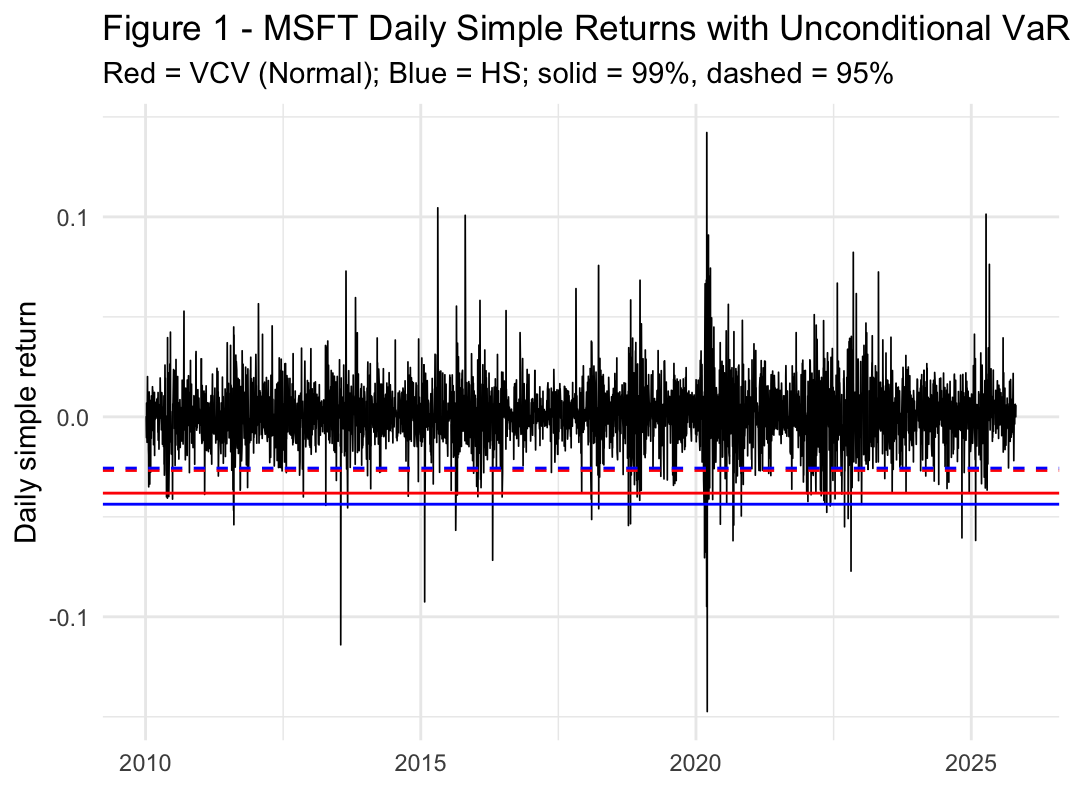 Figure 1 - MSFT Daily Simple Returns with Unconditional VaR
Red = VCV (Normal); Blue = HS; solid = 99%, dashed = 95%
Daily simple return
0.1
0.0
-0.1
2010
2015
2020
2025